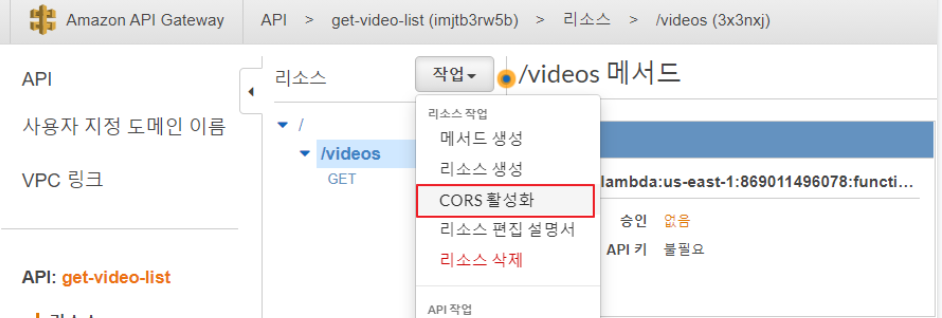 Amazon API Gateway API > get-video-list (imjtb3rw5b) > 리소스 > /videos (3x3nxj)
API
사용자 지정 도메인 이름
VPC 링크
API: get-video-list
리소스
작업
/videos 메서드
/
/videos
GET
리소스 작업
메서드 생성
리소스 생성
CORS 활성화
리소스 편집 설명서
리소스 삭제
API 작업
lambda:us-east-1:869011496078:functi...
승인 없음
API 키 불필요